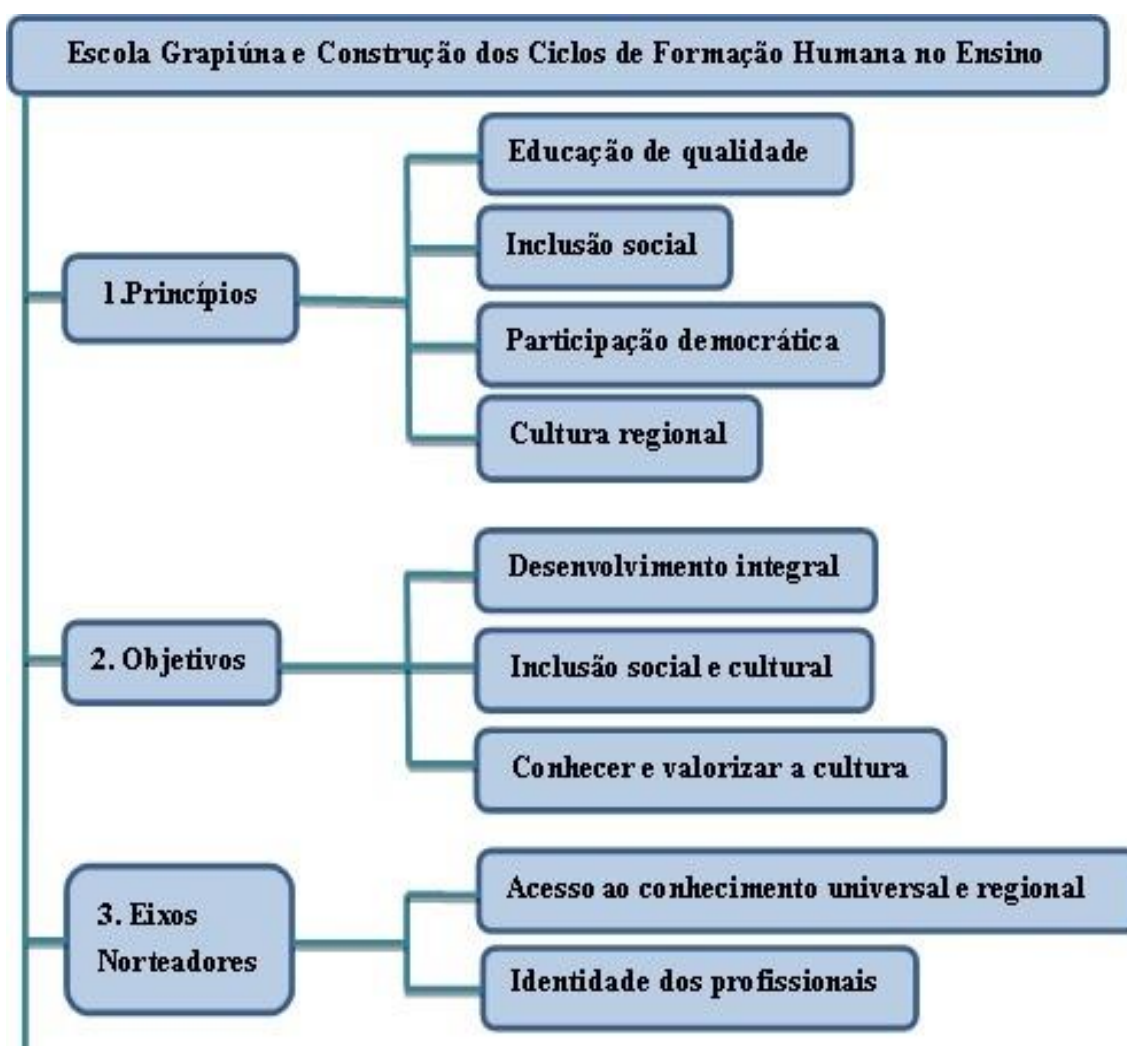 Escola Grapiúna e Construção dos Ciclos de Formação Humana no Ensino
1.Princípios
Educação de qualidade
Inclusão social
Participação democrática
Cultura regional
2. Objetivos
Desenvolvimento integral
Inclusão social e cultural
Conhecer e valorizar a cultura
3. Eixos
Norteadores
Acesso ao conhecimento universal e regional
Identidade dos profissionais